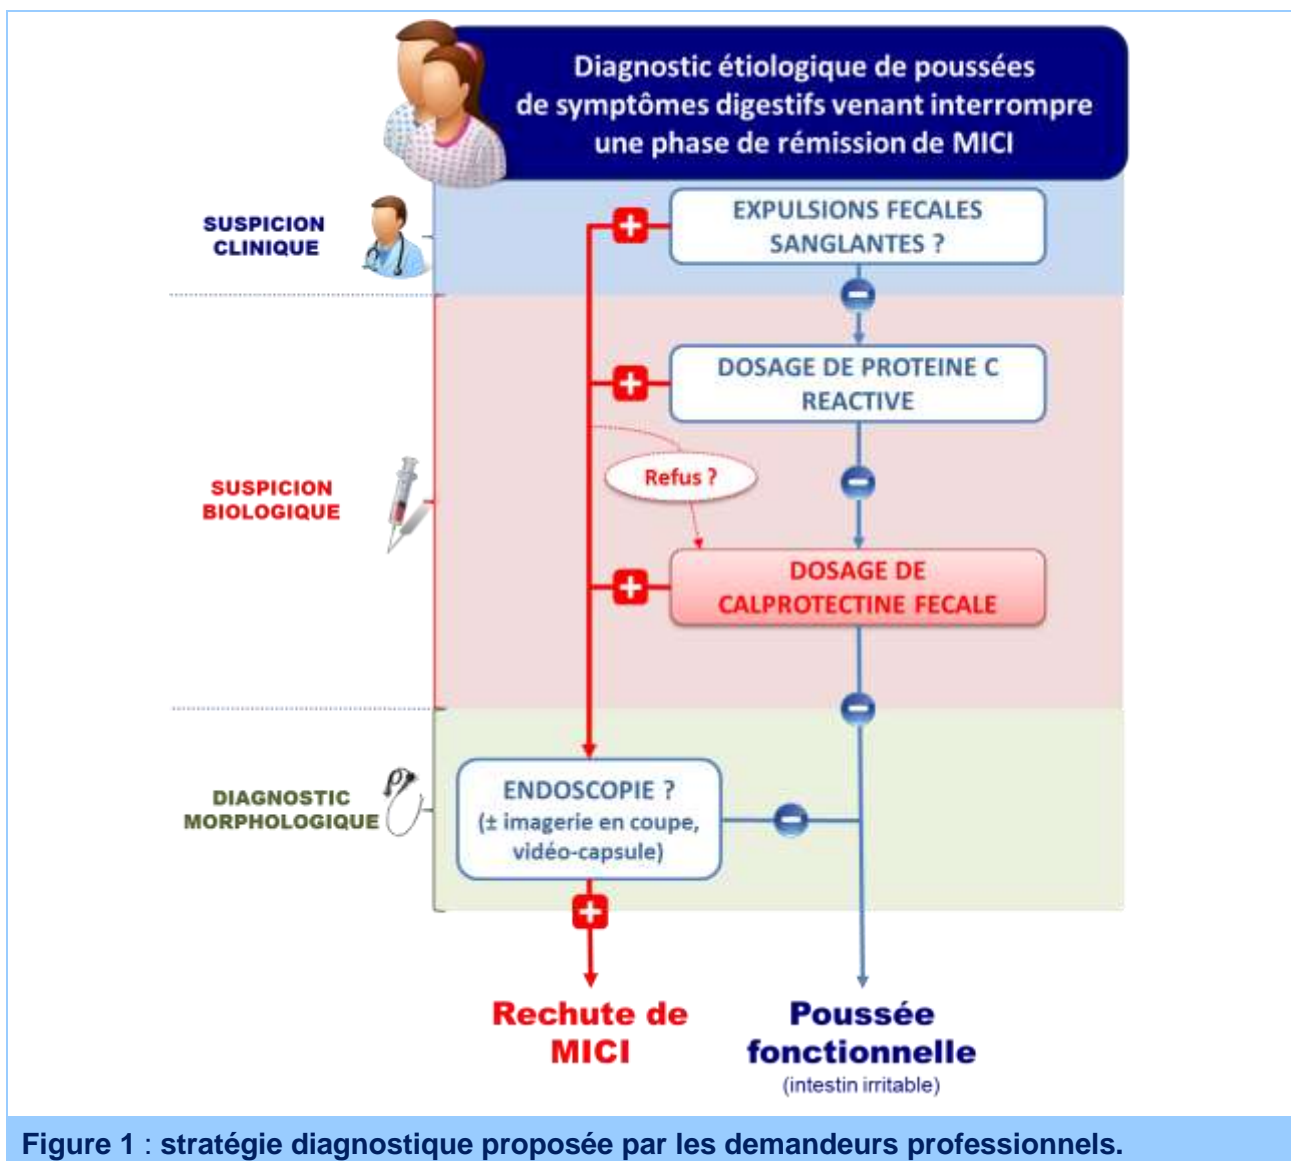 Diagnostic étiologique de poussées
de symptômes digestifs venant interrompre
une phase de rémission de MICI
SUSPICION
CLINIQUE
EXPULSIONS FECALES
SANGLANTES ?
DOSAGE DE PROTEINE C
REACTIVE
Refus ?
SUSPICION
BIOLOGIQUE
DOSAGE DE
CALPROTECTINE FECALE
DIAGNOSTIC
MORPHOLOGIQUE
ENDOSCOPIE ?
(± imagerie en coupe,
vidéo-capsule)
Rechute de
MICI
Poussée
fonctionnelle
(intestin irritable)
Figure 1 : stratégie diagnostique proposée par les demandeurs professionnels.